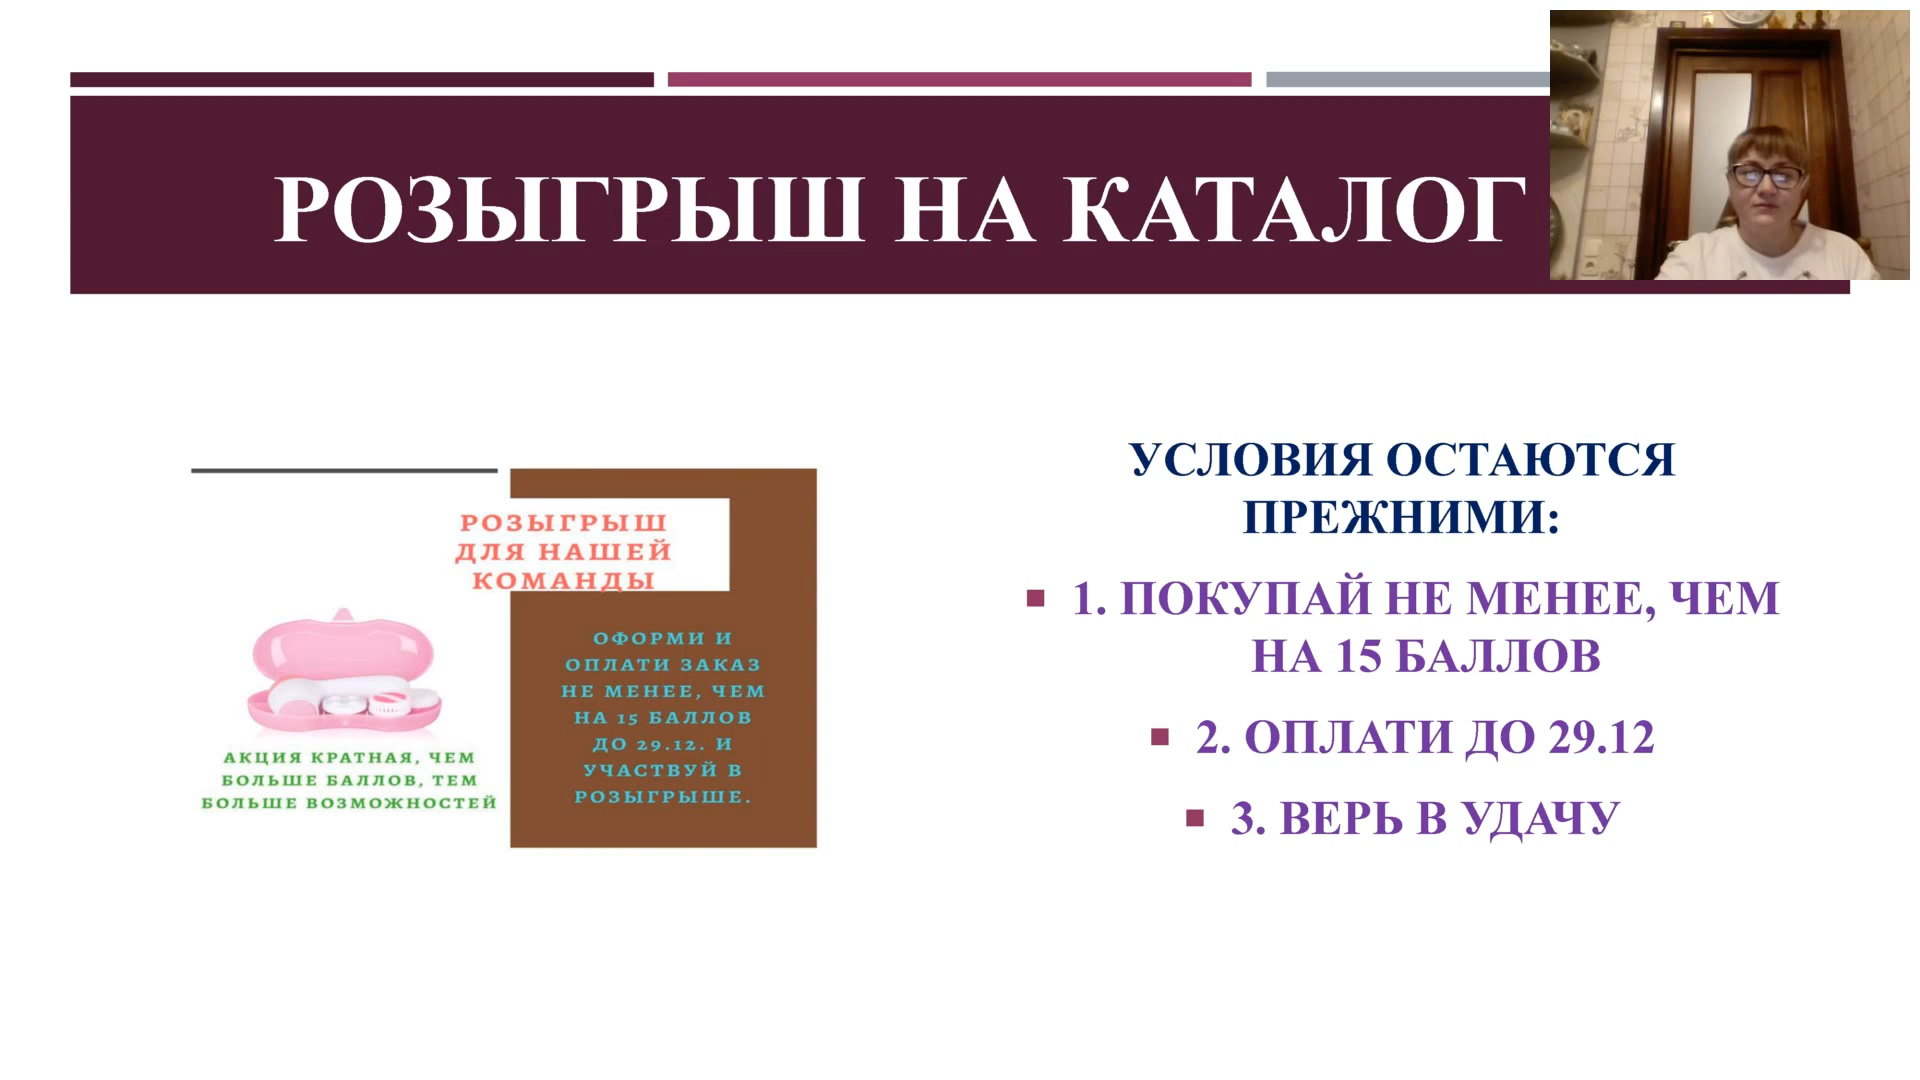 РОЗЫГРЫШ НА КАТАЛОГ
РОЗЫГРЫШ
ДЛЯ НАШЕЙ
КОМАНДЫ
ОФОРМИ И
ОПЛАТИ ЗАКАЗ
НЕ МЕНЕЕ, ЧЕМ
НА 15 БАЛЛОВ
ДО 29.12. И
УЧАСТВУЙ В
РОЗЫГРЫШЕ.
АКЦИЯ КРАТНАЯ, ЧЕМ
БОЛЬШЕ БАЛЛОВ, ТЕМ
БОЛЬШЕ ВОЗМОЖНОСТЕЙ
УСЛОВИЯ ОСТАЮТСЯ
ПРЕЖНИМИ:
1. ПОКУПАЙ НЕ МЕНЕЕ, ЧЕМ
НА 15 БАЛЛОВ
2. ОПЛАТИ ДО 29.12
3. ВЕРЬ В УДАЧУ